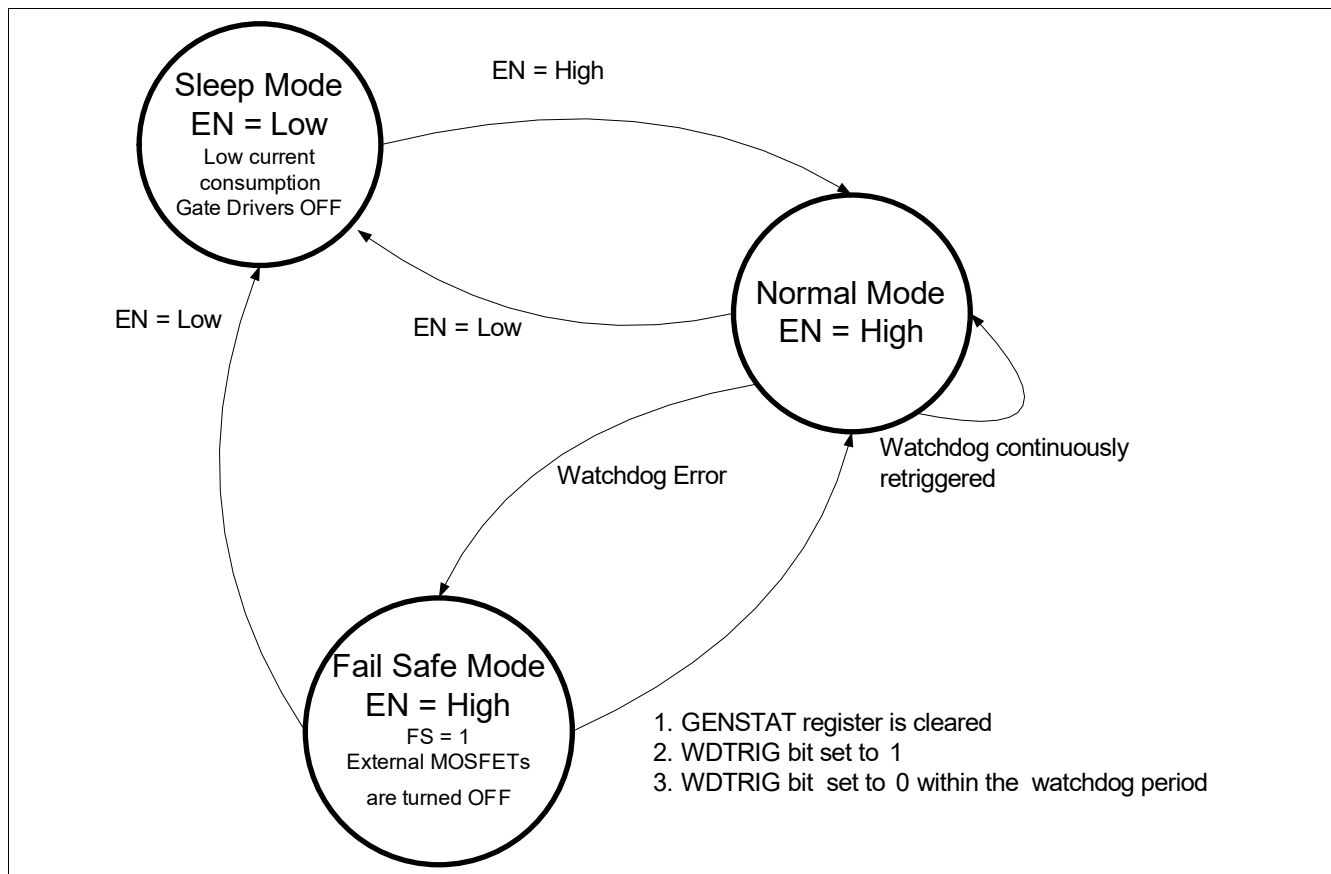 EN = High
Sleep Mode
EN = Low
Low current
consumption
Gate Drivers OFF
Normal Mode
EN = High
EN = Low
EN = Low
Watchdog continuously
retriggered
Watchdog Error
Fail Safe Mode
EN = High
FS = 1
External MOSFETs
are turned OFF
1. GENSTAT register is cleared
2. WDTRIG bit set to 1
3. WDTRIG bit set to 0 within the watchdog period